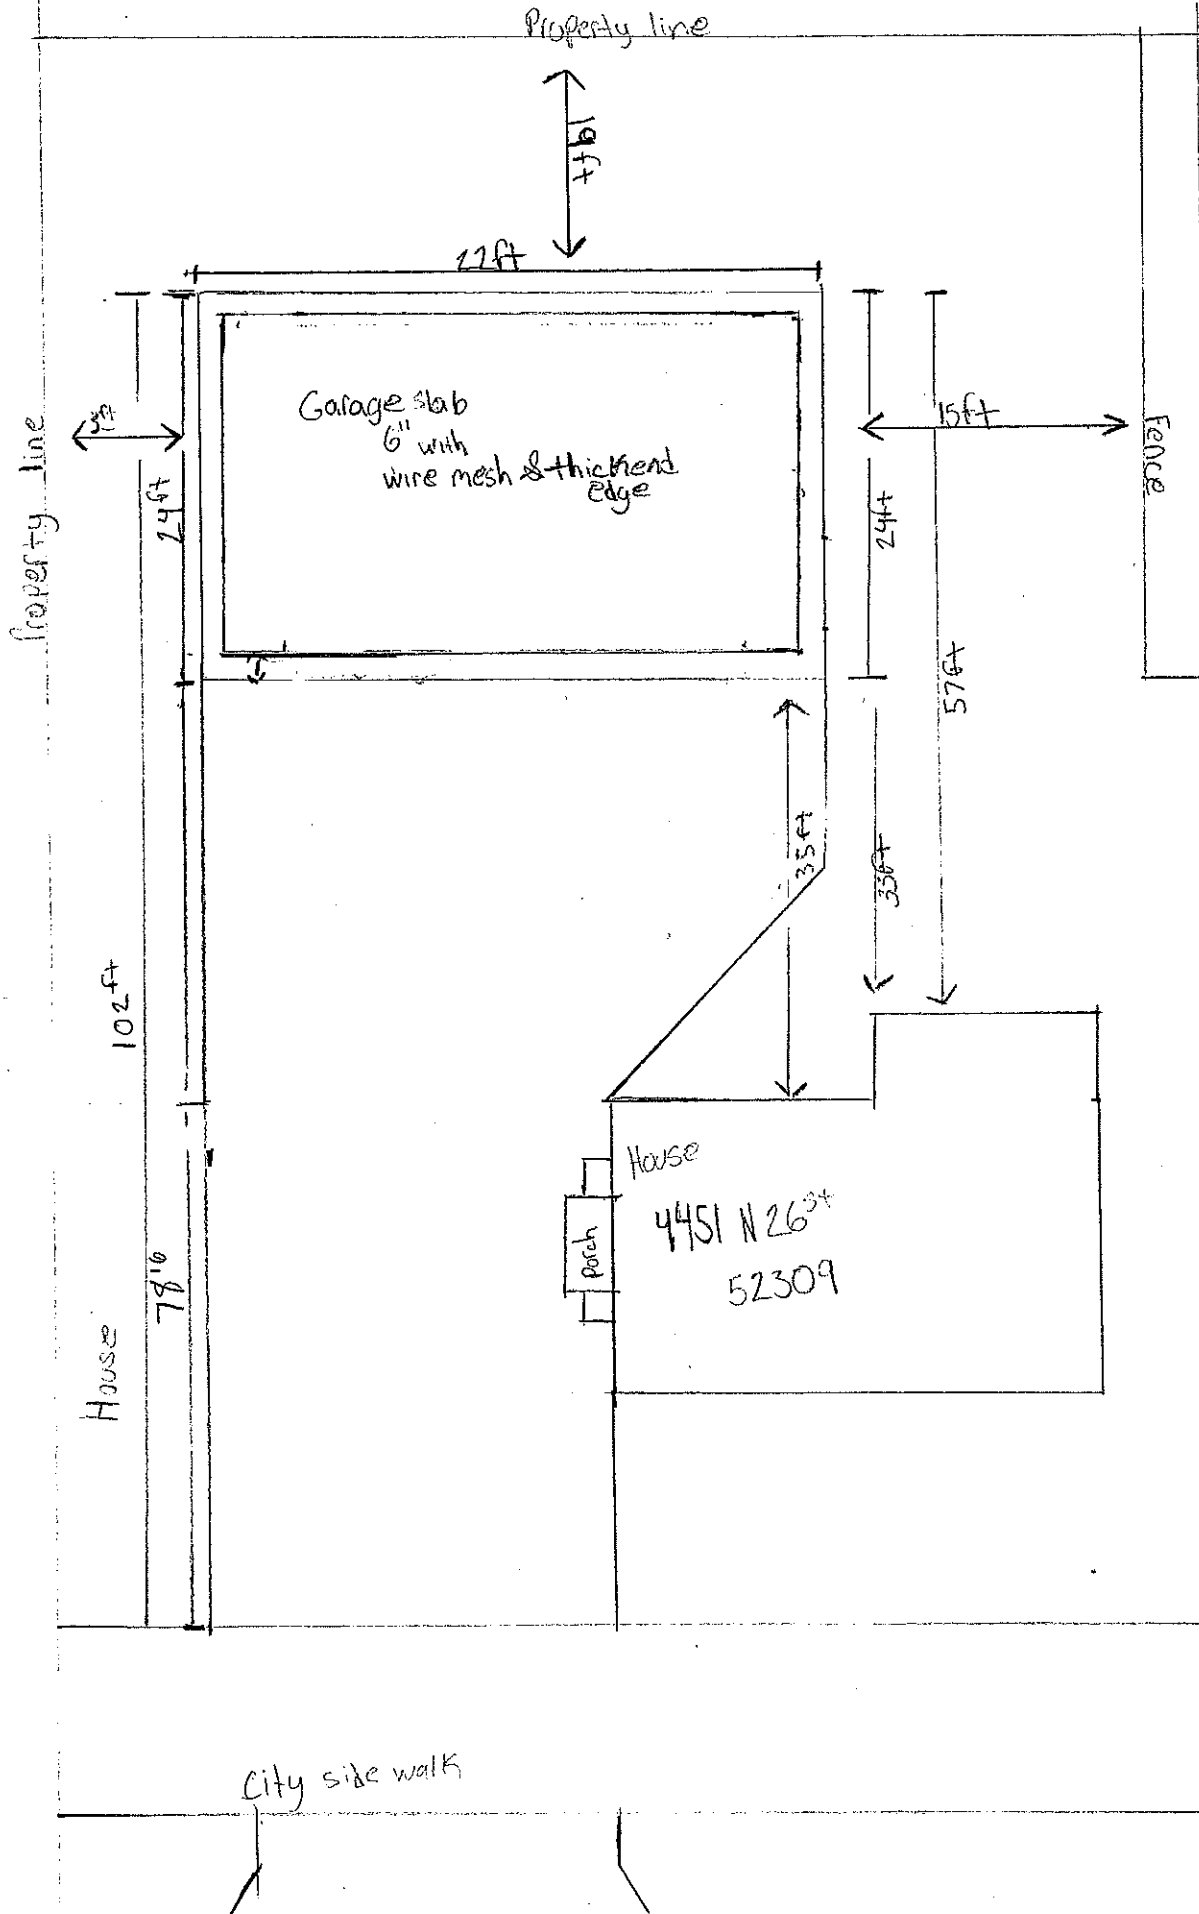 Property line
19ft
22ft
Garage slab
6" with
wire mesh & thickend
edge
3ft
15ft
Fence
Property line
24ft
24ft
57ft
35ft
33ft
102ft
House
4451 N 26st
52309
Porch
78'6
House
City side walk